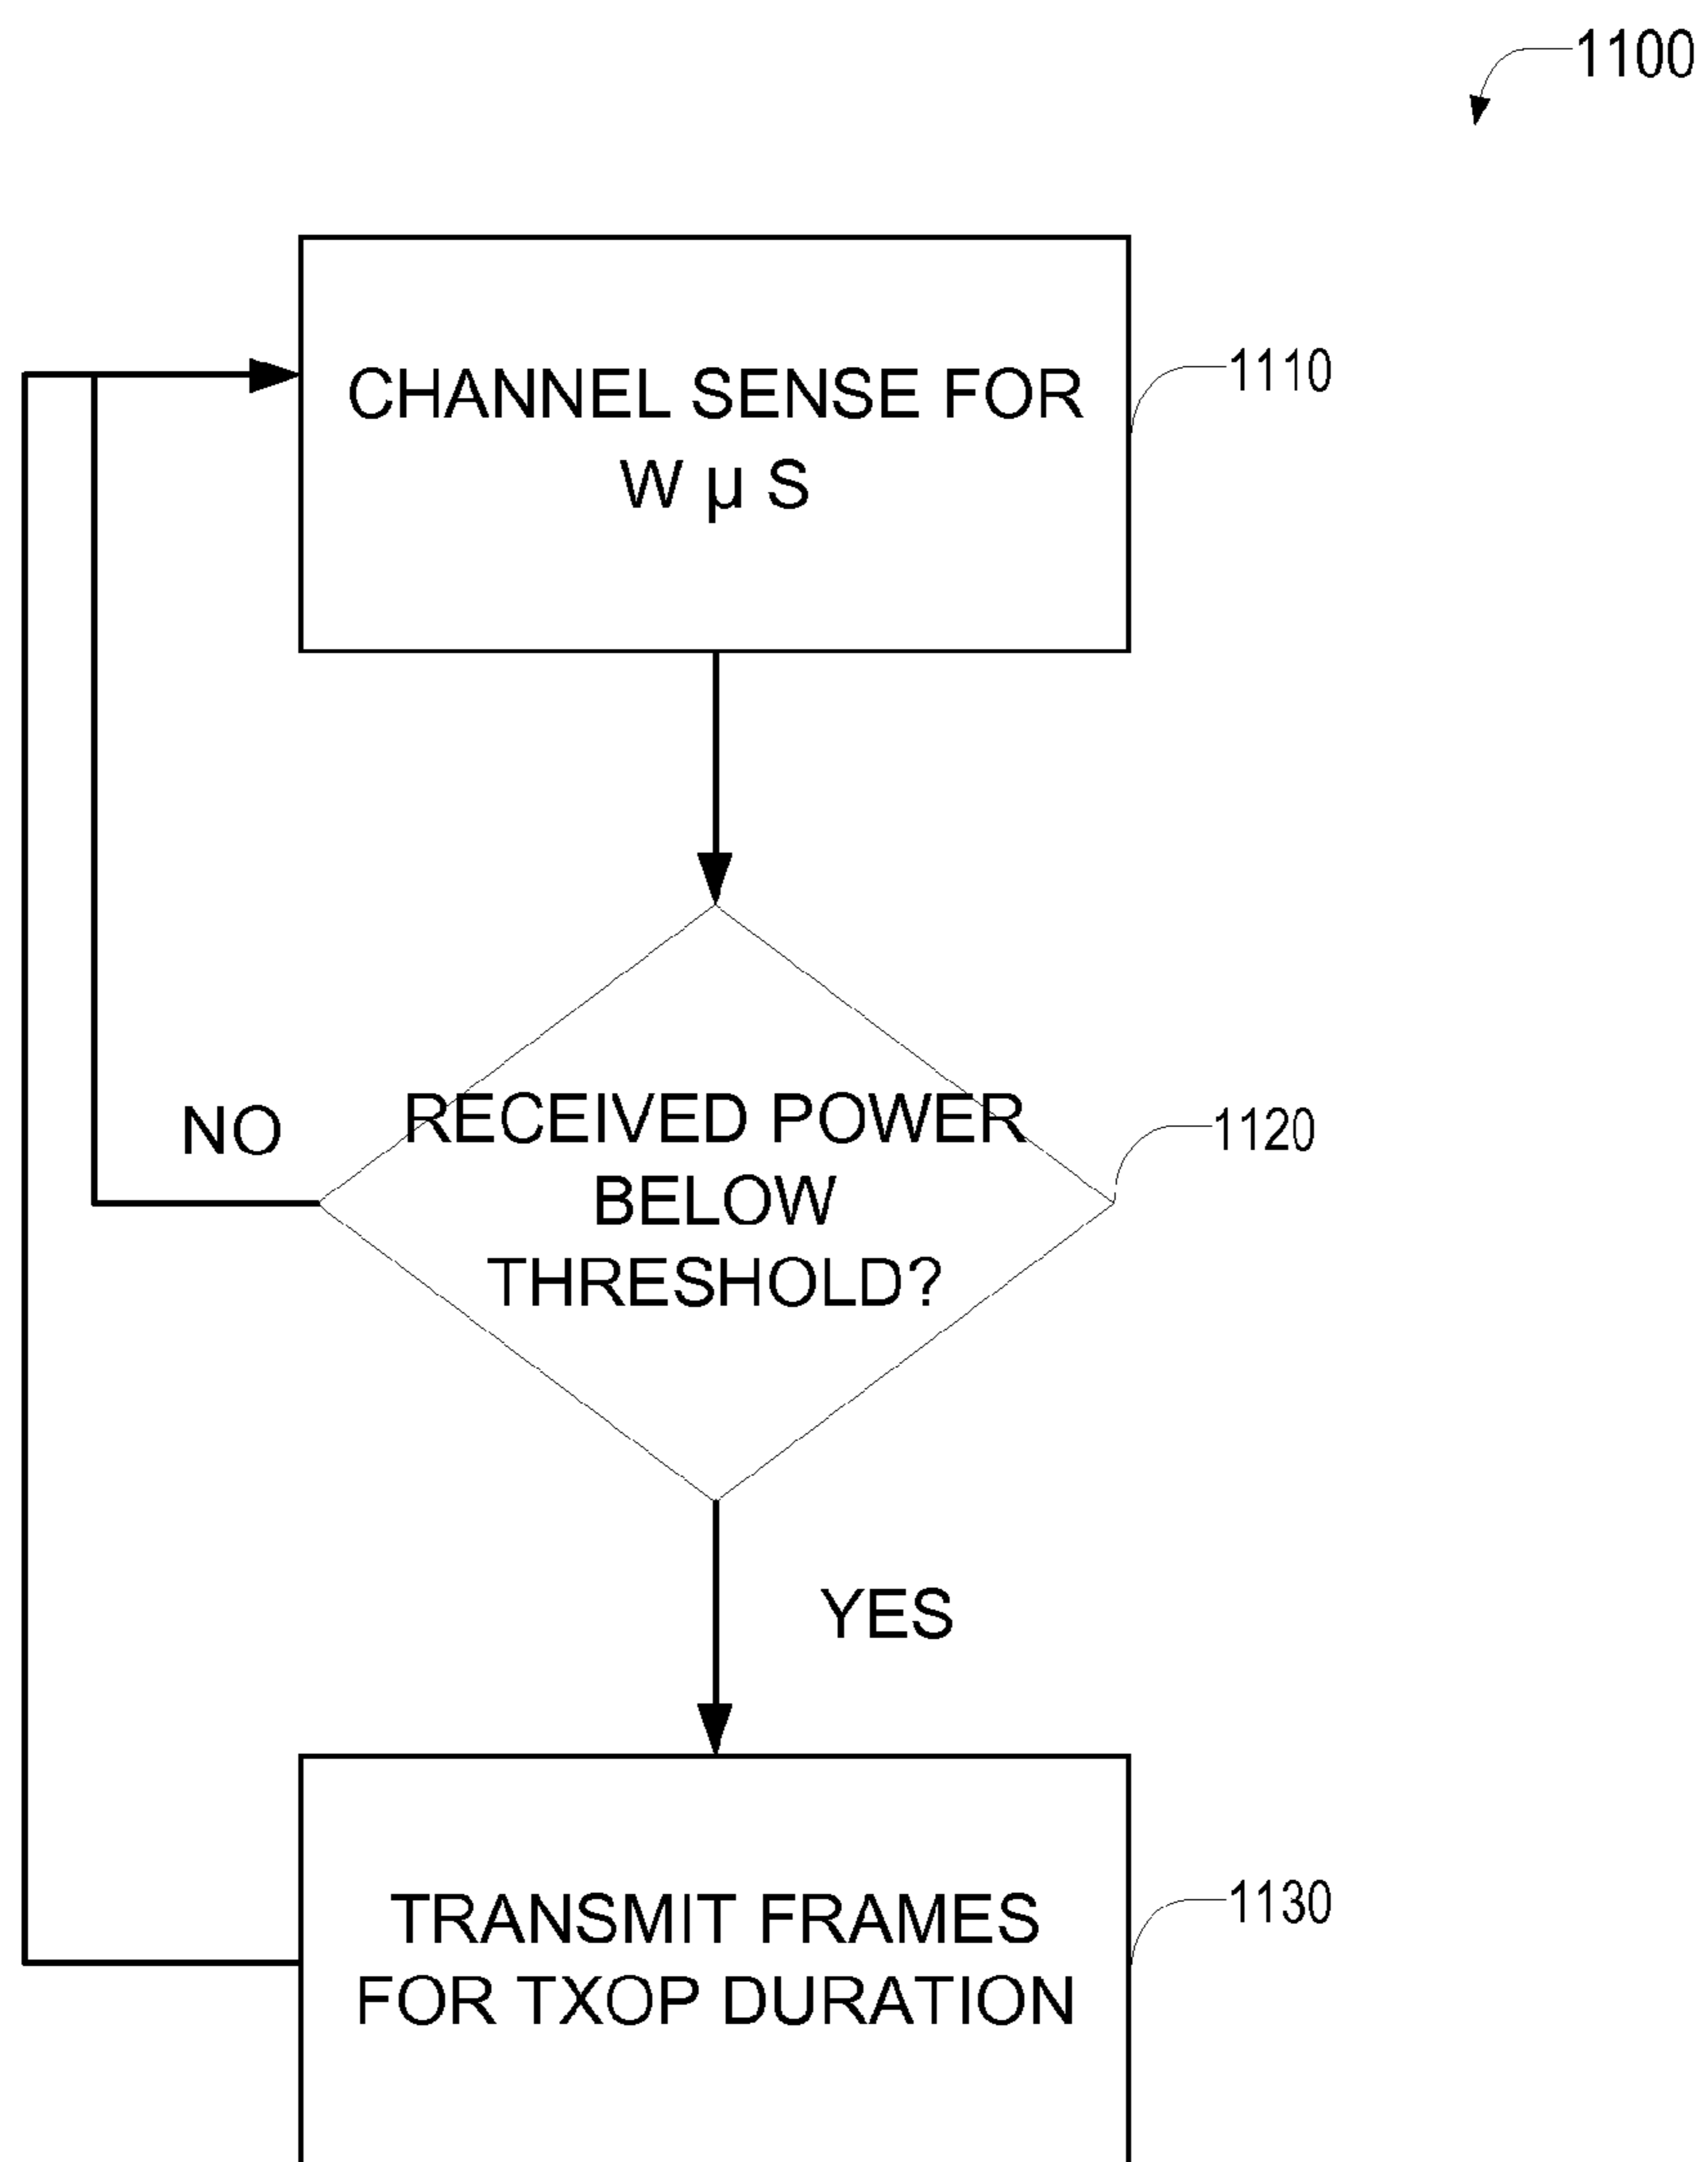 1100
CHANNEL SENSE FOR
W µ S
1110
NO
RECEIVED POWER
BELOW
THRESHOLD?
1120
YES
TRANSMIT FRAMES
FOR TXOP DURATION
1130